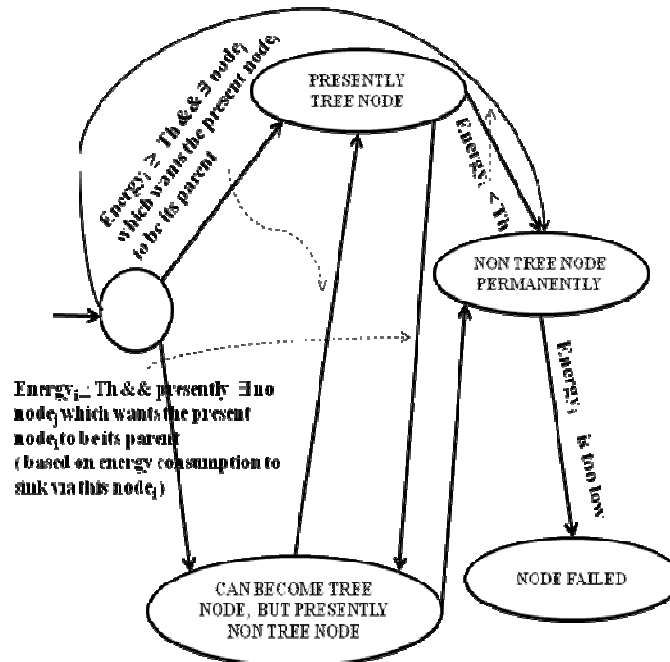 PRESENTLY
TREE NODE
Energyᵢ ≥ Th && ∃ nodeⱼ
which wants the present nodeᵢ
to be its parent
Energyᵢ < Th
NON TREE NODE
PERMANENTLY
Energyᵢ ≥ Th && presently ∃ no
nodeⱼ which wants the present
nodeᵢ to be its parent
( based on energy consumption to
sink via this nodeᵢ)
Energyᵢ is too low
CAN BECOME TREE
NODE, BUT PRESENTLY
NON TREE NODE
NODE FAILED